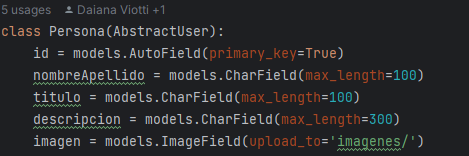 5 usages Daiana Viotti +1
class Persona(AbstractUser):
    id = models.AutoField(primary_key=True)
    nombreApellido = models.CharField(max_length=100)
    titulo = models.CharField(max_length=100)
    descripcion = models.CharField(max_length=300)
    imagen = models.ImageField(upload_to='imagenes/')